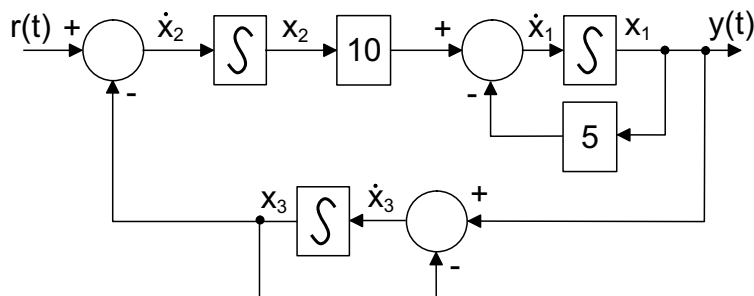 r(t) + ẋ₂ x₂ 10 + ẋ₁ x₁ y(t)
- -
5
x₃ ẋ₃ +
-